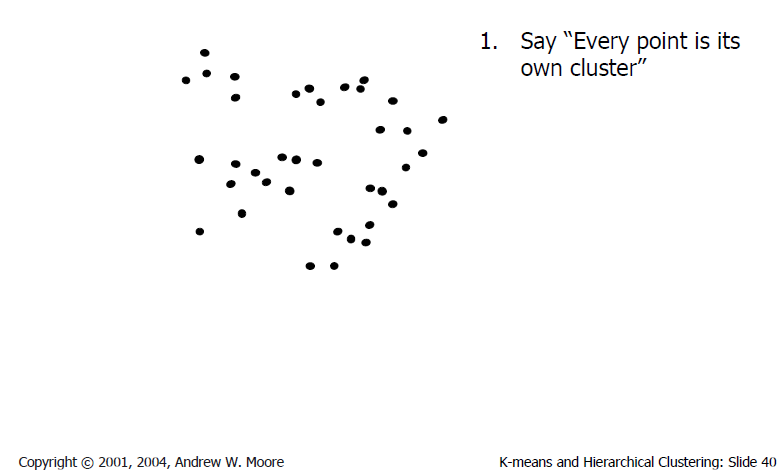 1. Say “Every point is its
own cluster”
Copyright © 2001, 2004, Andrew W. Moore
K-means and Hierarchical Clustering: Slide 40